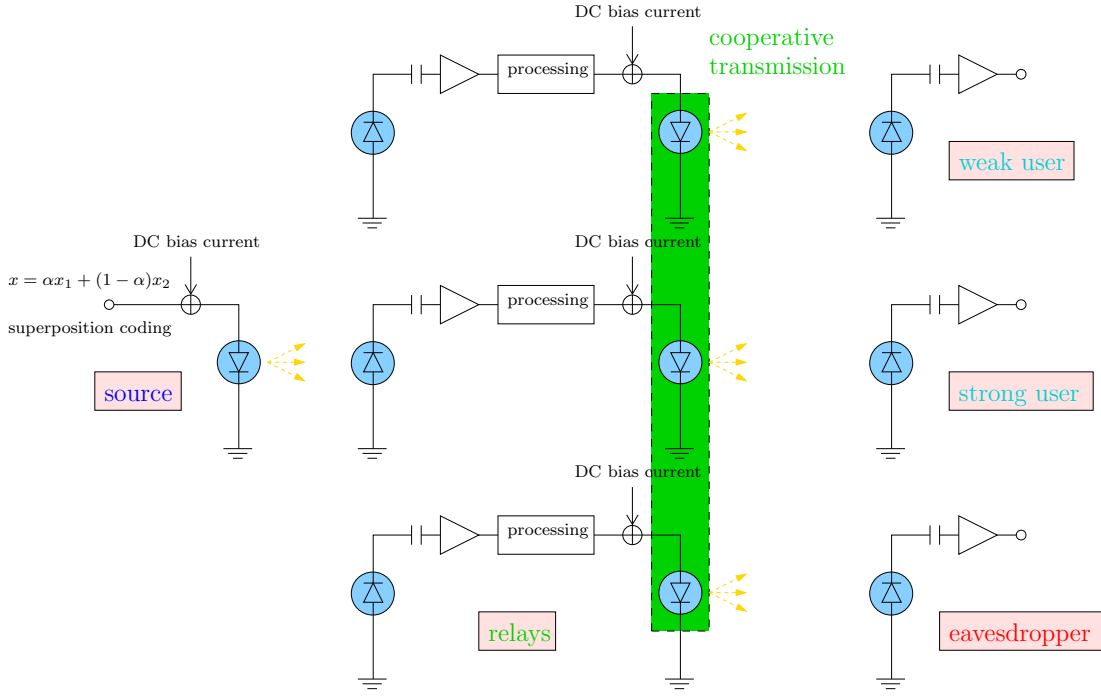 DC bias current
cooperative
transmission
processing
weak user
DC bias current
DC bias current
x = αx₁ + (1 − α)x₂
processing
superposition coding
source
strong user
DC bias current
processing
relays
eavesdropper